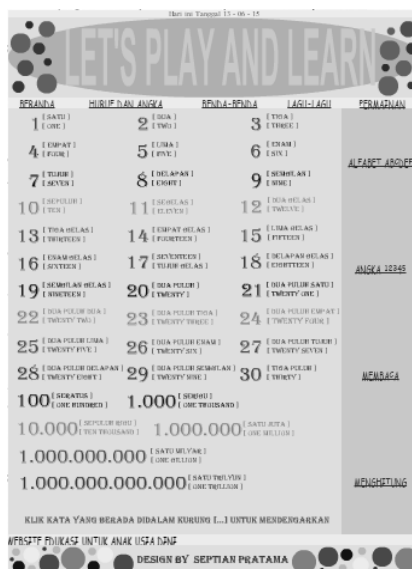 Hari ini Tanggal 13 - 06 - 15
LET'S PLAY AND LEARN
BERANDA HURUF DAN ANGKA BENDA-BENDA LAGU-LAGU PERMAINAN
1 [ SATU ] [ ONE ] 2 [ DUA ] [ TWO ] 3 [ TIGA ] [ THREE ]
4 [ EMPAT ] [ FOUR ] 5 [ LIMA ] [ FIVE ] 6 [ ENAM ] [ SIX ]
ALFABET ABCDEF
7 [ TUJUH ] [ SEVEN ] 8 [ DELAPAN ] [ EIGHT ] 9 [ SEMBILAN ] [ NINE ]
10 [ SEPULUH ] [ TEN ] 11 [ SEBELAS ] [ ELEVEN ] 12 [ DUA BELAS ] [ TWELVE ]
13 [ TIGA BELAS ] [ THIRTEEN ] 14 [ EMPAT BELAS ] [ FOURTEEN ] 15 [ LIMA BELAS ] [ FIFTEEN ]
16 [ ENAM BELAS ] [ SIXTEEN ] 17 [ SEVENTEEN ] [ TUJUH BELAS ] 18 [ DELAPAN BELAS ] [ EIGHTTEEN ]
ANGKA 12345
19 [ SEMBILAN BELAS ] [ NINETEEN ] 20 [ DUA PULUH ] [ TWENTY ] 21 [ DUA PULUH SATU ] [ TWENTY ONE ]
22 [ DUA PULUH DUA ] [ TWENTY TWO ] 23 [ DUA PULUH TIGA ] [ TWENTY THREE ] 24 [ DUA PULUH EMPAT ] [ TWENTY FOUR ]
25 [ DUA PULUH LIMA ] [ TWENTY FIVE ] 26 [ DUA PULUH ENAM ] [ TWENTY SIX ] 27 [ DUA PULUH TUJUH ] [ TWENTY SEVEN ]
28 [ DUA PULUH DELAPAN ] [ TWENTY EIGHT ] 29 [ DUA PULUH SEMBILAN ] [ TWENTY NINE ] 30 [ TIGA PULUH ] [ THIRTY ]
MEMBACA
100 [ SERATUS ] [ ONE HUNDRED ] 1.000 [ SERIBU ] [ ONE THOUSAND ]
10.000 [ SEPULUH RIBU ] [ TEN THOUSAND ] 1.000.000 [ SATU JUTA ] [ ONE MILLION ]
1.000.000.000 [ SATU MILYAR ] [ ONE BILLION ]
1.000.000.000.000 [ SATU TRILYUN ] [ ONE TRILLION ]
MENGHITUNG
KLIK KATA YANG BERADA DIDALAM KURUNG [...] UNTUK MENDENGARKAN
WEBSITE EDUKASI UNTUK ANAK USIA DINI
DESIGN BY SEPTIAN PRATAMA